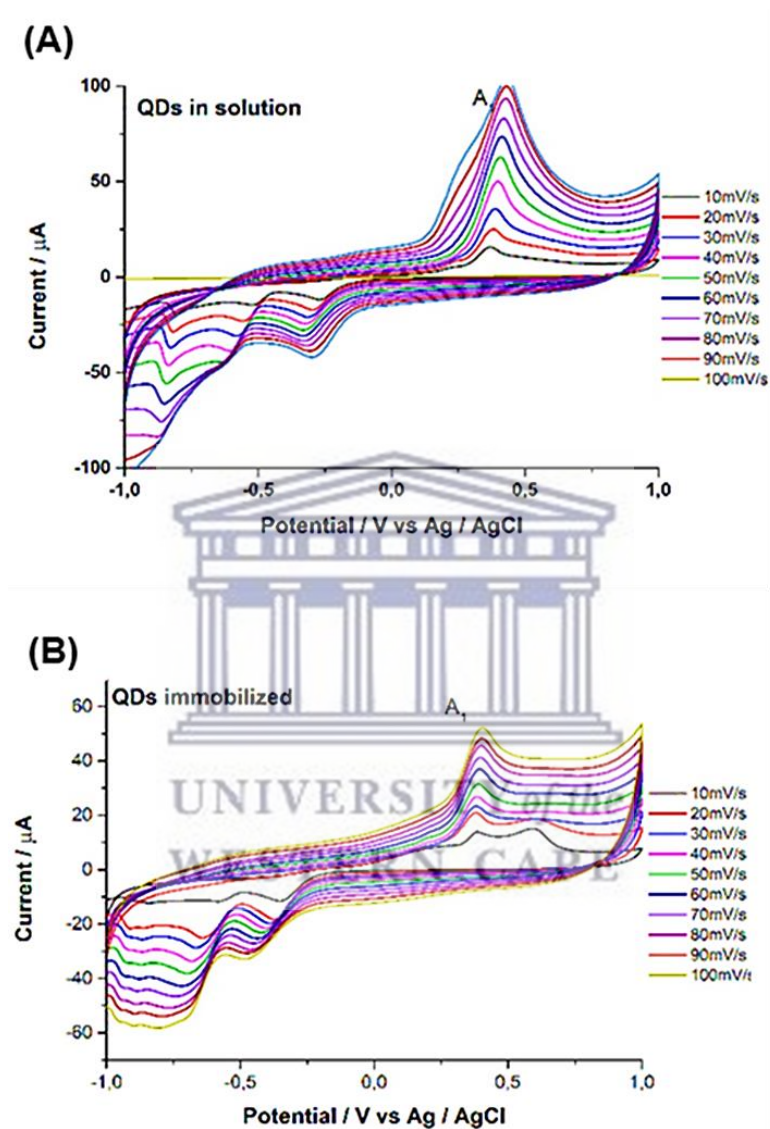 (A)
QDs in solution
A
100
50
0
-50
-100
Current / µA
-1,0
-0,5
0,0
0,5
1,0
Potential / V vs Ag / AgCl
10mV/s
20mV/s
30mV/s
40mV/s
50mV/s
60mV/s
70mV/s
80mV/s
90mV/s
100mV/s
(B)
QDs immobilized
A1
60
40
20
0
-20
-40
-60
Current / µA
UNIVERSITY of the
WESTERN CAPE
-1,0
-0,5
0,0
0,5
1,0
Potential / V vs Ag / AgCl
10mV/s
20mV/s
30mV/s
40mV/s
50mV/s
60mV/s
70mV/s
80mV/s
90mV/s
100mV/